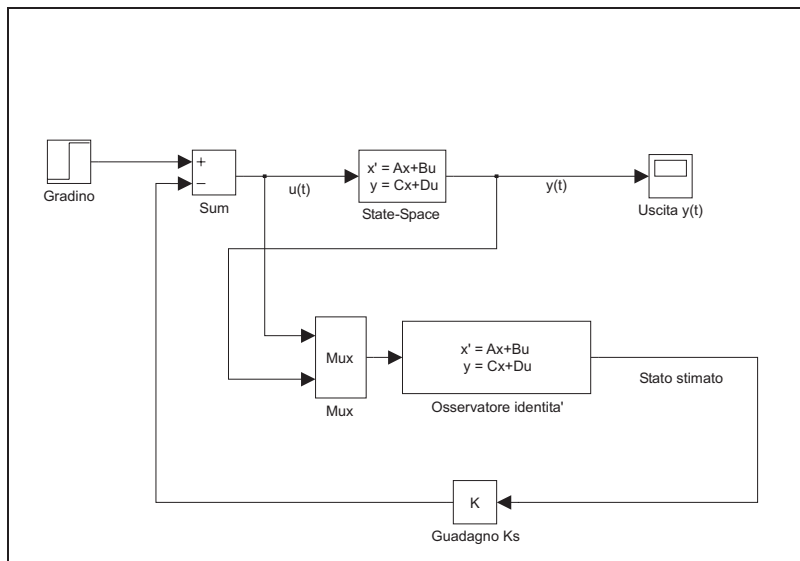 Gradino
+
−
Sum
u(t)
x' = Ax+Bu
y = Cx+Du
State-Space
y(t)
Uscita y(t)
Mux
Mux
x' = Ax+Bu
y = Cx+Du
Osservatore identita'
Stato stimato
K
Guadagno Ks